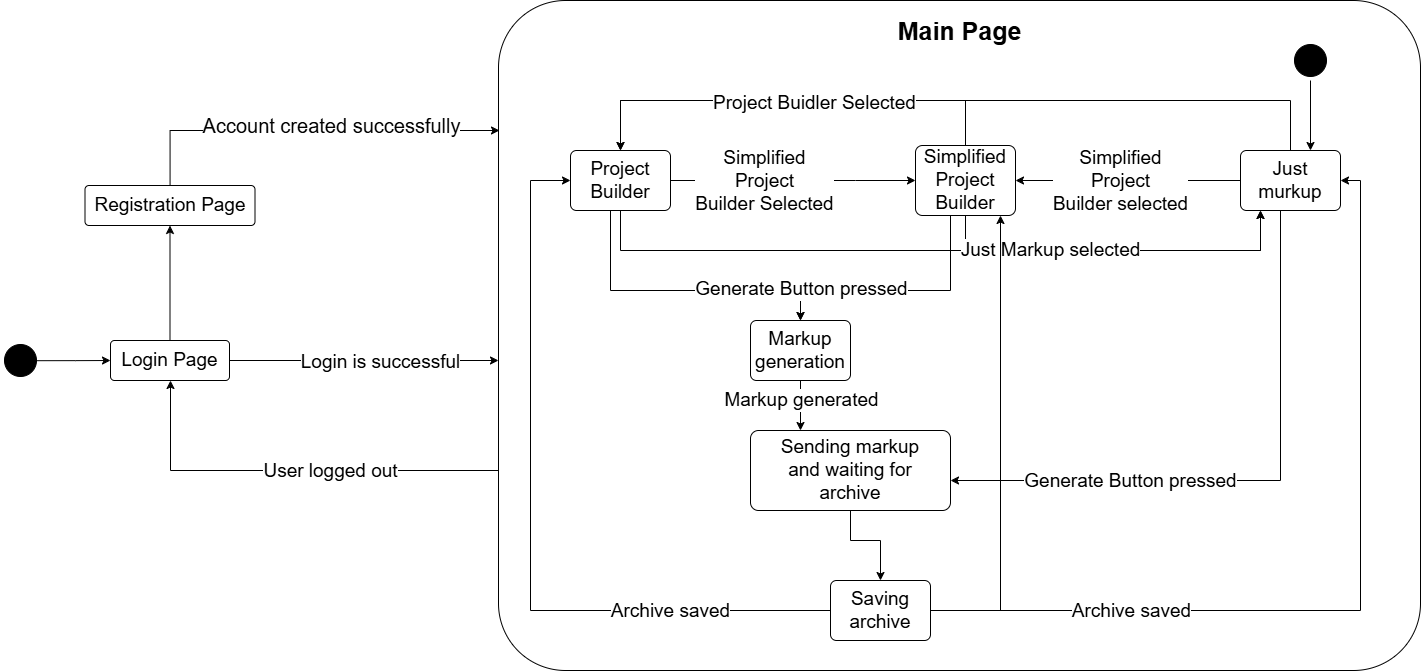 Main Page
Account created successfully
Project Buidler Selected
Project
Builder
Simplified
Project
Builder Selected
Simplified
Project
Builder
Simplified
Project
Builder selected
Just
murkup
Registration Page
Just Markup selected
Generate Button pressed
Markup
generation
Login Page
Login is successful
Markup generated
Sending markup
and waiting for
archive
User logged out
Generate Button pressed
Saving
archive
Archive saved
Archive saved